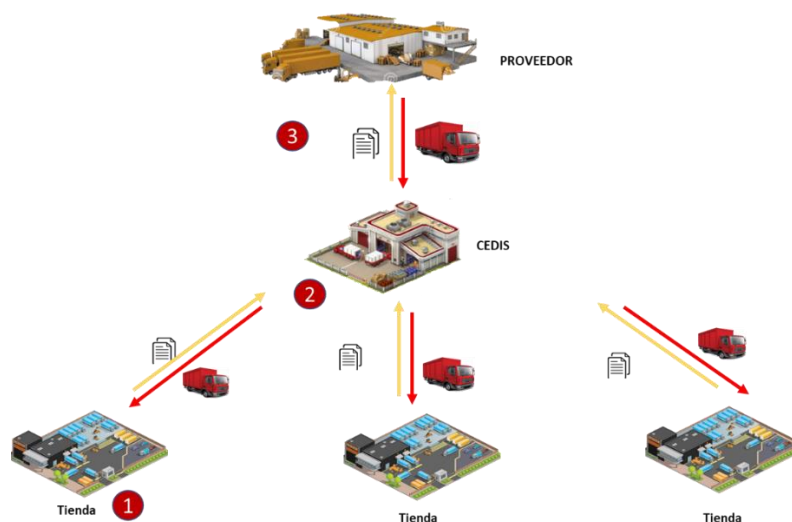 PROVEEDOR
3
CEDIS
2
Tienda
1
Tienda
Tienda